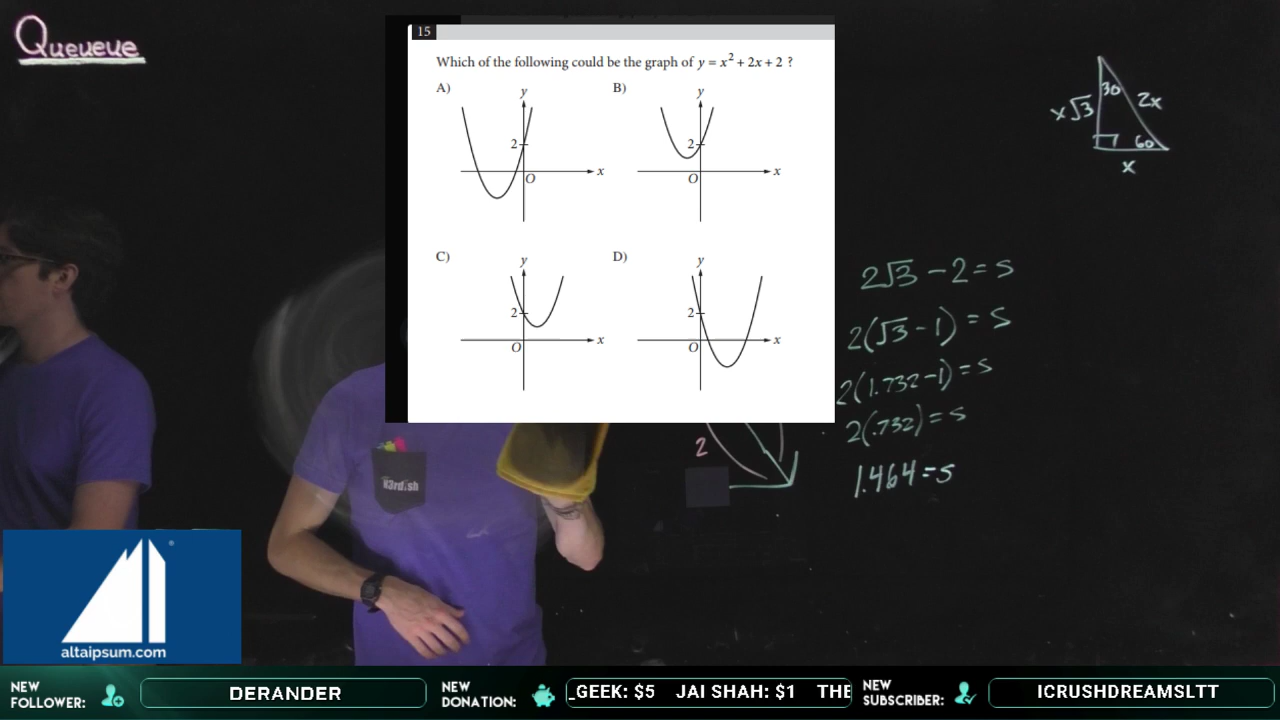 Queueue
15
Which of the following could be the graph of y = x² + 2x + 2 ?
A)
y
2
O
x
B)
y
2
O
x
C)
y
2
O
x
D)
y
2
O
x
30
x√3
2x
60
x
2√3 - 2 = s
2(√3 - 1) = s
2(1.732 - 1) = s
2(.732) = s
1.464 = s
2
N3rdish
altaipsum.com
NEW FOLLOWER:
DERANDER
NEW DONATION:
_GEEK: $5 JAI SHAH: $1 THE
NEW SUBSCRIBER:
ICRUSHDREAMSLTT